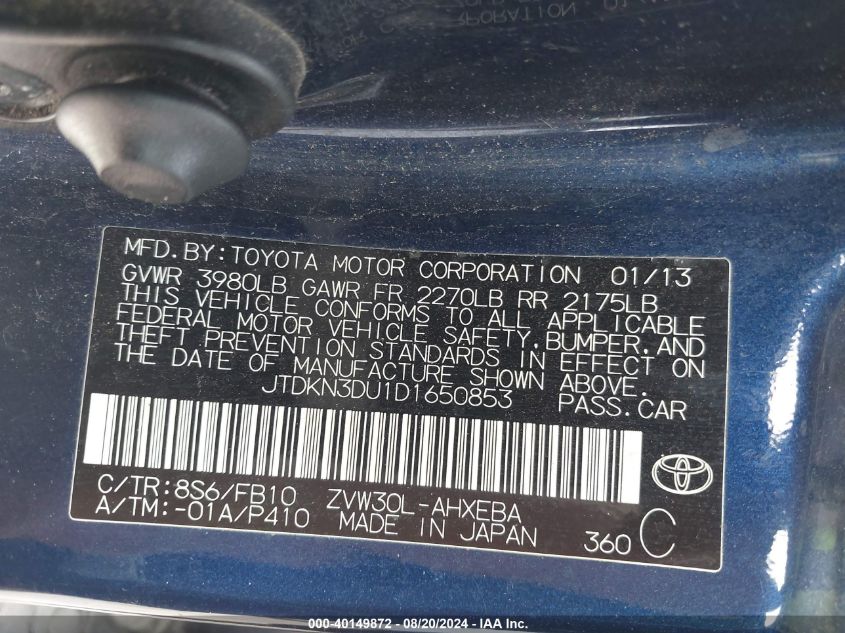 MFD.BY:TOYOTA MOTOR CORPORATION 01/13
GVWR 3980LB GAWR FR 2270LB RR 2175LB
THIS VEHICLE CONFORMS TO ALL APPLICABLE
FEDERAL MOTOR VEHICLE SAFETY,BUMPER,AND
THEFT PREVENTION STANDARDS IN EFFECT ON
THE DATE OF MANUFACTURE SHOWN ABOVE.
JTDKN3DU1D1650853 PASS.CAR
C/TR:8S6/FB10 ZVW30L-AHXEBA
A/TM:-01A/P410 MADE IN JAPAN 360 C
000-40149872 - 08/20/2024 - IAA Inc.